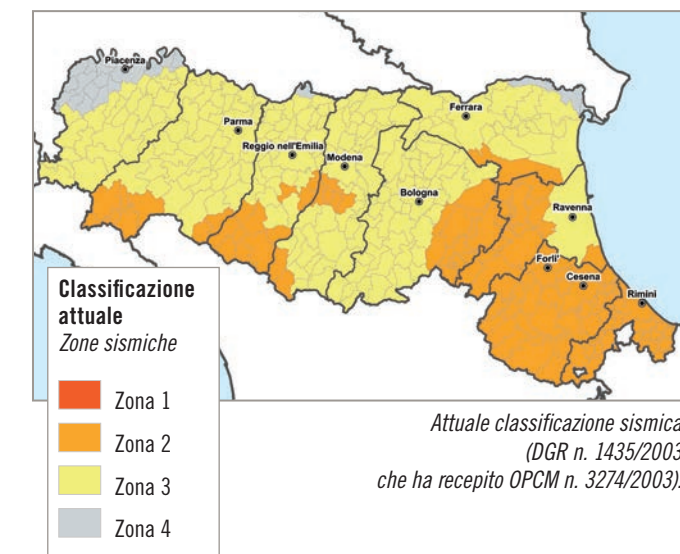 Piacenza
Parma
Reggio nell'Emilia
Modena
Ferrara
Bologna
Ravenna
Forli'
Cesena
Rimini
Classificazione
attuale
Zone sismiche
Zona 1
Zona 2
Zona 3
Zona 4
Attuale classificazione sismica
(DGR n. 1435/2003
che ha recepito OPCM n. 3274/2003).